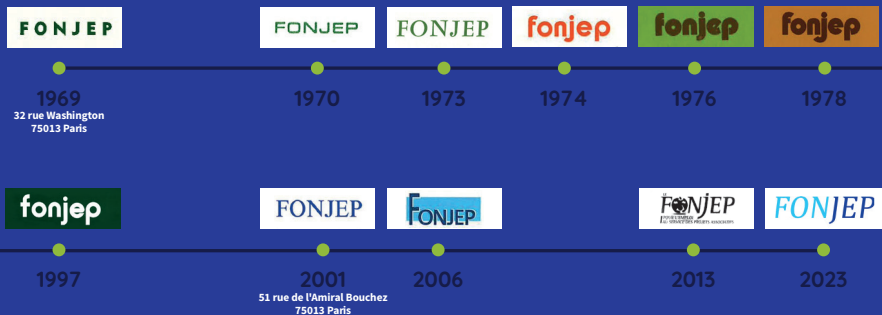 FONJEP
FONJEP
FONJEP
fonjep
fonjep
fonjep
1969
1970
1973
1974
1976
1978
32 rue Washington
75013 Paris
fonjep
FONJEP
FONJEP
FONJEP
FONJEP
1997
2001
2006
2013
2023
51 rue de l'Amiral Bouchez
75013 Paris